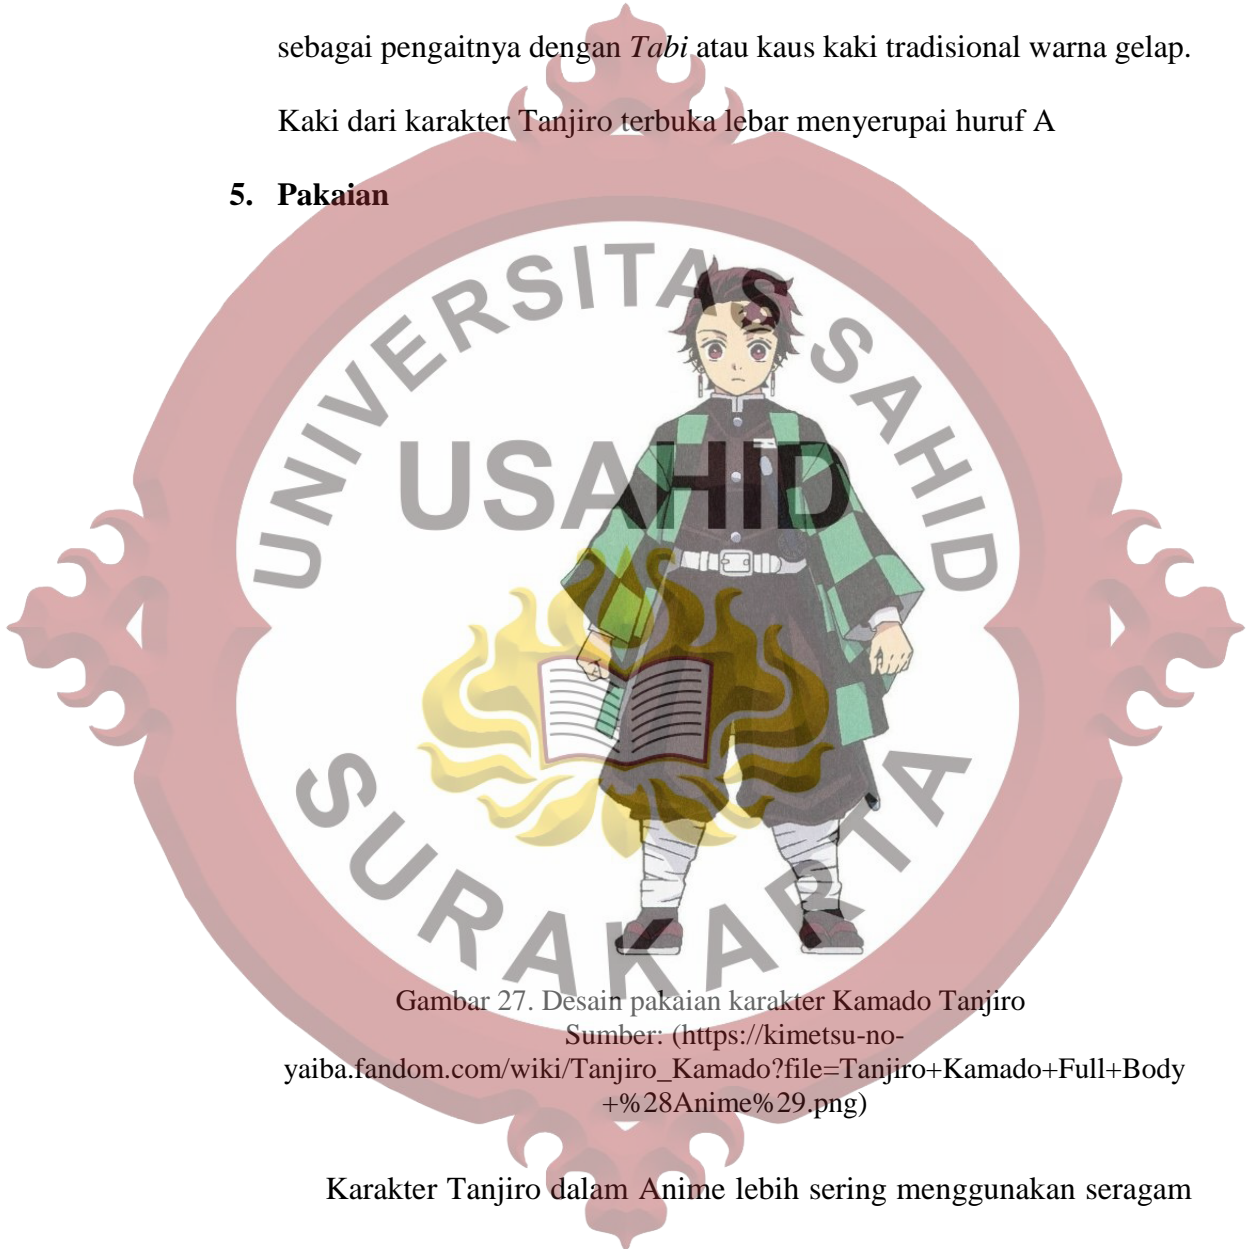 sebagai pengaitnya dengan Tabi atau kaus kaki tradisional warna gelap.
Kaki dari karakter Tanjiro terbuka lebar menyerupai huruf A
5. Pakaian
UNIVERSITAS SAHID
USAHID
SURAKARTA
Gambar 27. Desain pakaian karakter Kamado Tanjiro
Sumber: (https://kimetsu-no-
yaiba.fandom.com/wiki/Tanjiro_Kamado?file=Tanjiro+Kamado+Full+Body
+%28Anime%29.png)
Karakter Tanjiro dalam Anime lebih sering menggunakan seragam